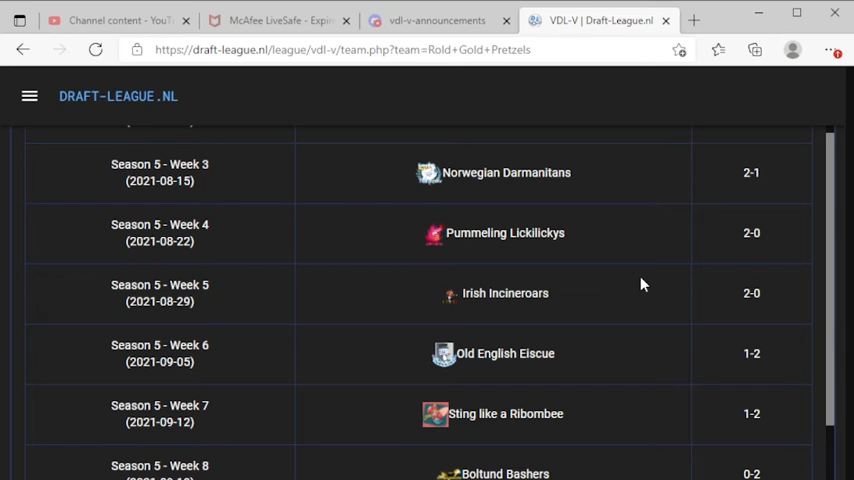 Channel content - YouT
McAfee LiveSafe - Expir
vdl-v-announcements
VDL-V | Draft-League.nl
https://draft-league.nl/league/vdl-v/team.php?team=Rold+Gold+Pretzels
DRAFT-LEAGUE.NL
Season 5 - Week 3
(2021-08-15)
Norwegian Darmanitans
2-1
Season 5 - Week 4
(2021-08-22)
Pummeling Lickilickys
2-0
Season 5 - Week 5
(2021-08-29)
Irish Incineroars
2-0
Season 5 - Week 6
(2021-09-05)
Old English Eiscue
1-2
Season 5 - Week 7
(2021-09-12)
Sting like a Ribombee
1-2
Season 5 - Week 8
Boltund Bashers
0-2